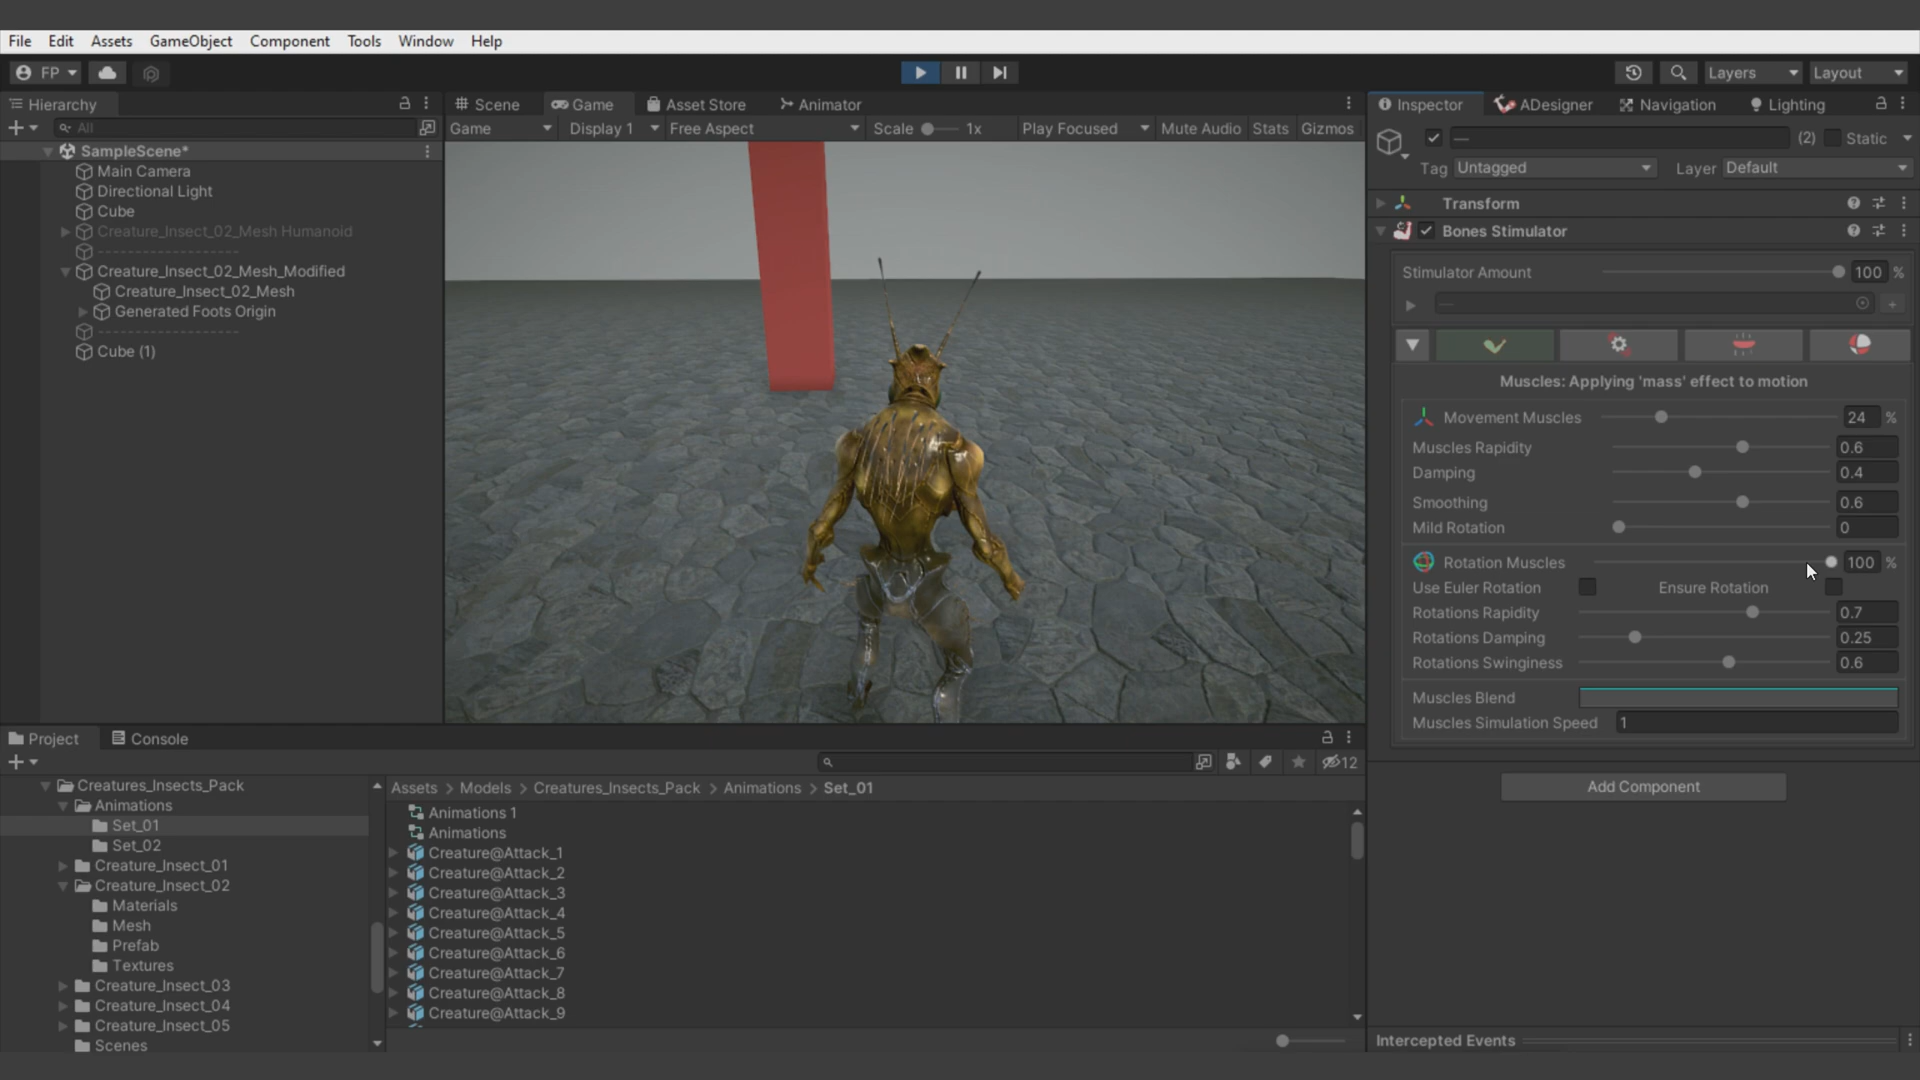 File Edit Assets GameObject Component Tools Window Help
FP
Layers Layout
Hierarchy
All
SampleScene*
Main Camera
Directional Light
Cube
Creature_Insect_02_Mesh Humanoid
--------------------
Creature_Insect_02_Mesh_Modified
Creature_Insect_02_Mesh
Generated Foots Origin
--------------------
Cube (1)
Scene Game Asset Store Animator
Game Display 1 Free Aspect Scale 1x Play Focused Mute Audio Stats Gizmos
Inspector ADesigner Navigation Lighting
— (2) Static
Tag Untagged Layer Default
Transform
Bones Stimulator
Stimulator Amount 100 %
—
Muscles: Applying 'mass' effect to motion
Movement Muscles 24 %
Muscles Rapidity 0.6
Damping 0.4
Smoothing 0.6
Mild Rotation 0
Rotation Muscles 100 %
Use Euler Rotation Ensure Rotation
Rotations Rapidity 0.7
Rotations Damping 0.25
Rotations Swinginess 0.6
Muscles Blend
Muscles Simulation Speed 1
Add Component
Intercepted Events
Project Console
12
Creatures_Insects_Pack
Animations
Set_01
Set_02
Creature_Insect_01
Creature_Insect_02
Materials
Mesh
Prefab
Textures
Creature_Insect_03
Creature_Insect_04
Creature_Insect_05
Scenes
Assets > Models > Creatures_Insects_Pack > Animations > Set_01
Animations 1
Animations
Creature@Attack_1
Creature@Attack_2
Creature@Attack_3
Creature@Attack_4
Creature@Attack_5
Creature@Attack_6
Creature@Attack_7
Creature@Attack_8
Creature@Attack_9